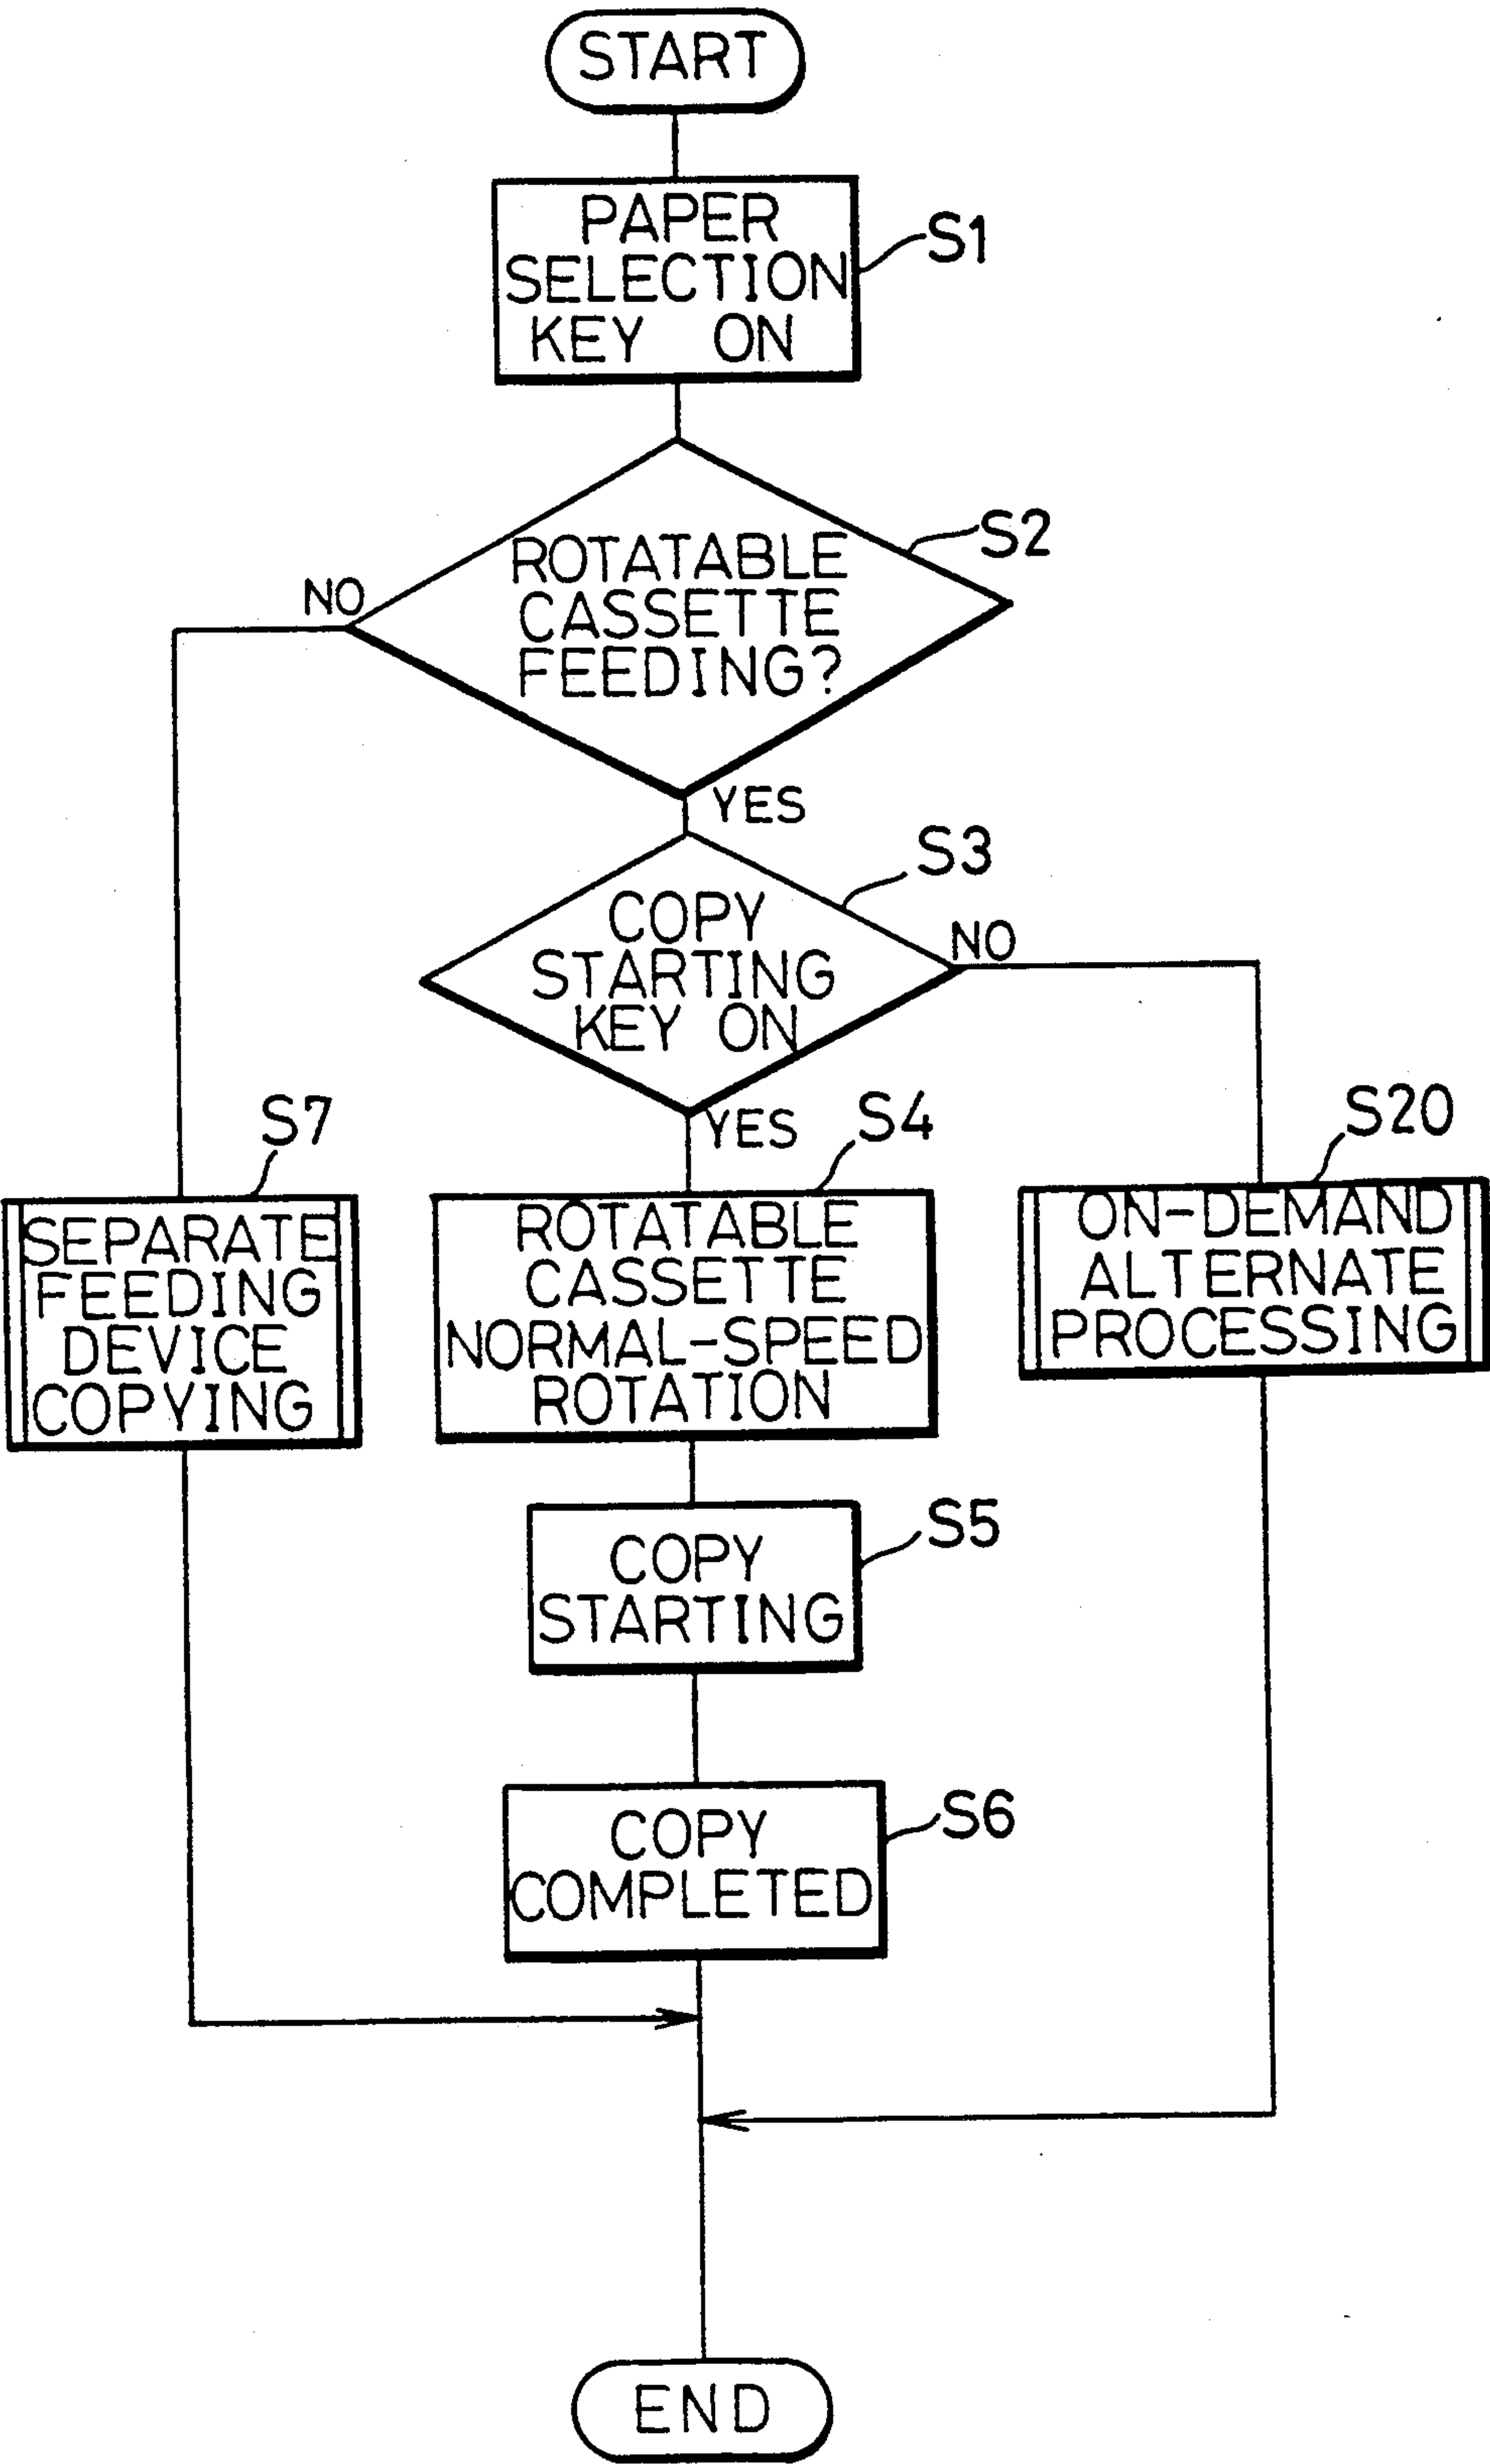 START
PAPER
SELECTION
KEY ON
S1
ROTATABLE
CASSETTE
FEEDING?
S2
NO
YES
COPY
STARTING
KEY ON
S3
NO
YES
S7
SEPARATE
FEEDING
DEVICE
COPYING
S4
ROTATABLE
CASSETTE
NORMAL-SPEED
ROTATION
S20
ON-DEMAND
ALTERNATE
PROCESSING
COPY
STARTING
S5
COPY
COMPLETED
S6
END